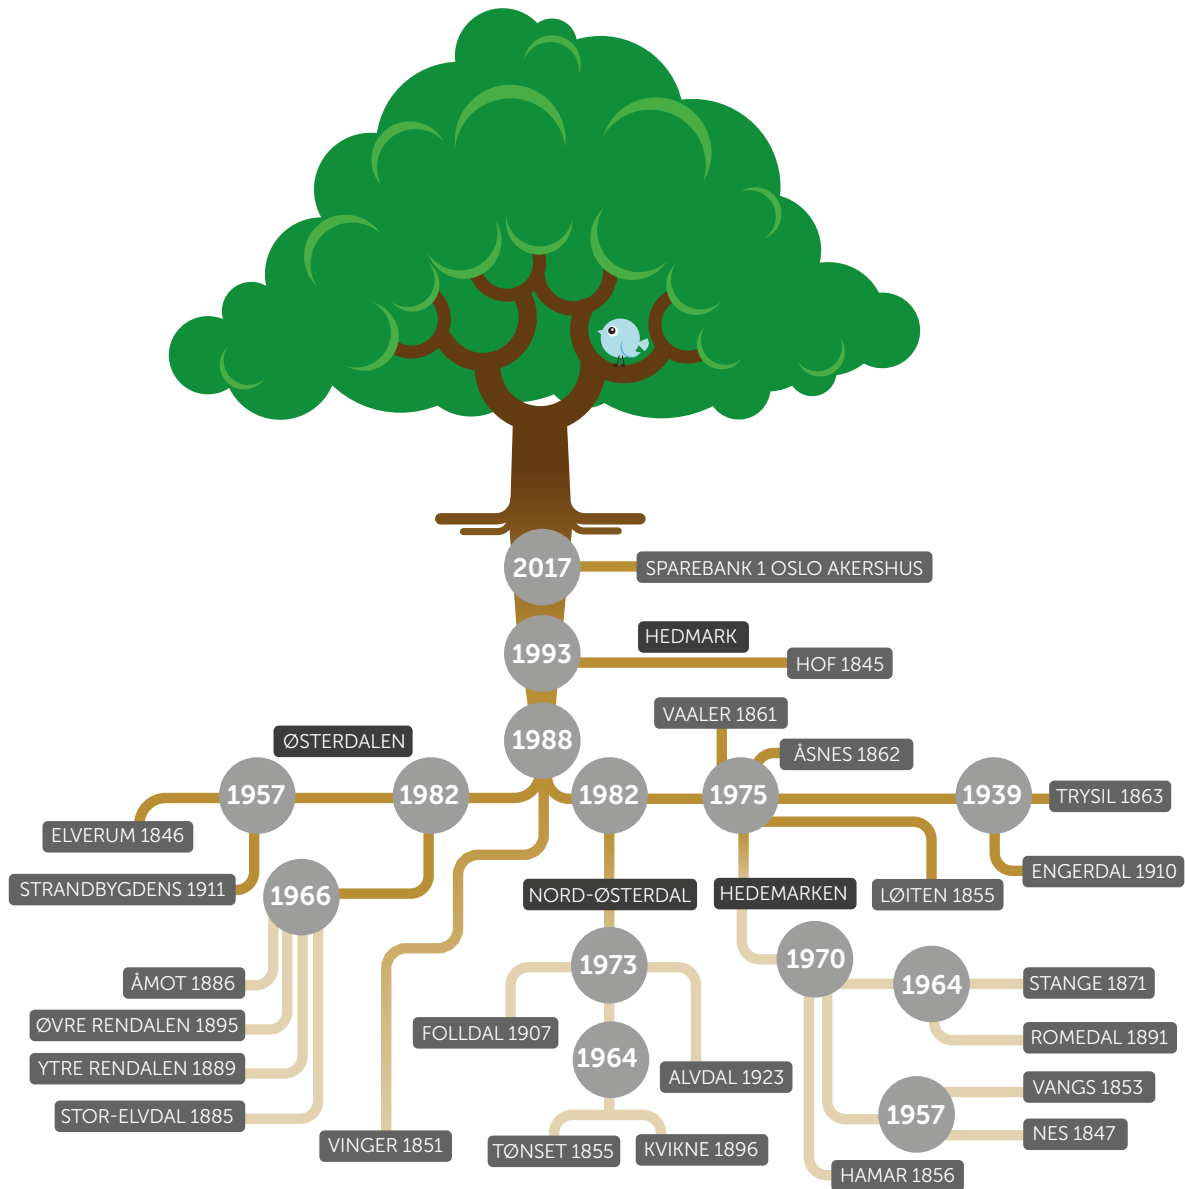 2017
SPAREBANK 1 OSLO AKERSHUS
1993
HEDMARK
HOF 1845
1988
VAALER 1861
ØSTERDALEN
ÅSNES 1862
1957
1982
1982
1975
1939
TRYSIL 1863
ELVERUM 1846
STRANDBYGDENS 1911
1966
NORD-ØSTERDAL
HEDEMARKEN
LØITEN 1855
ENGERDAL 1910
1973
1970
1964
STANGE 1871
ÅMOT 1886
ØVRE RENDALEN 1895
FOLLDAL 1907
ROMEDAL 1891
YTRE RENDALEN 1889
1964
ALVDAL 1923
VANGS 1853
STOR-ELVDAL 1885
1957
NES 1847
VINGER 1851
TØNSET 1855
KVIKNE 1896
HAMAR 1856